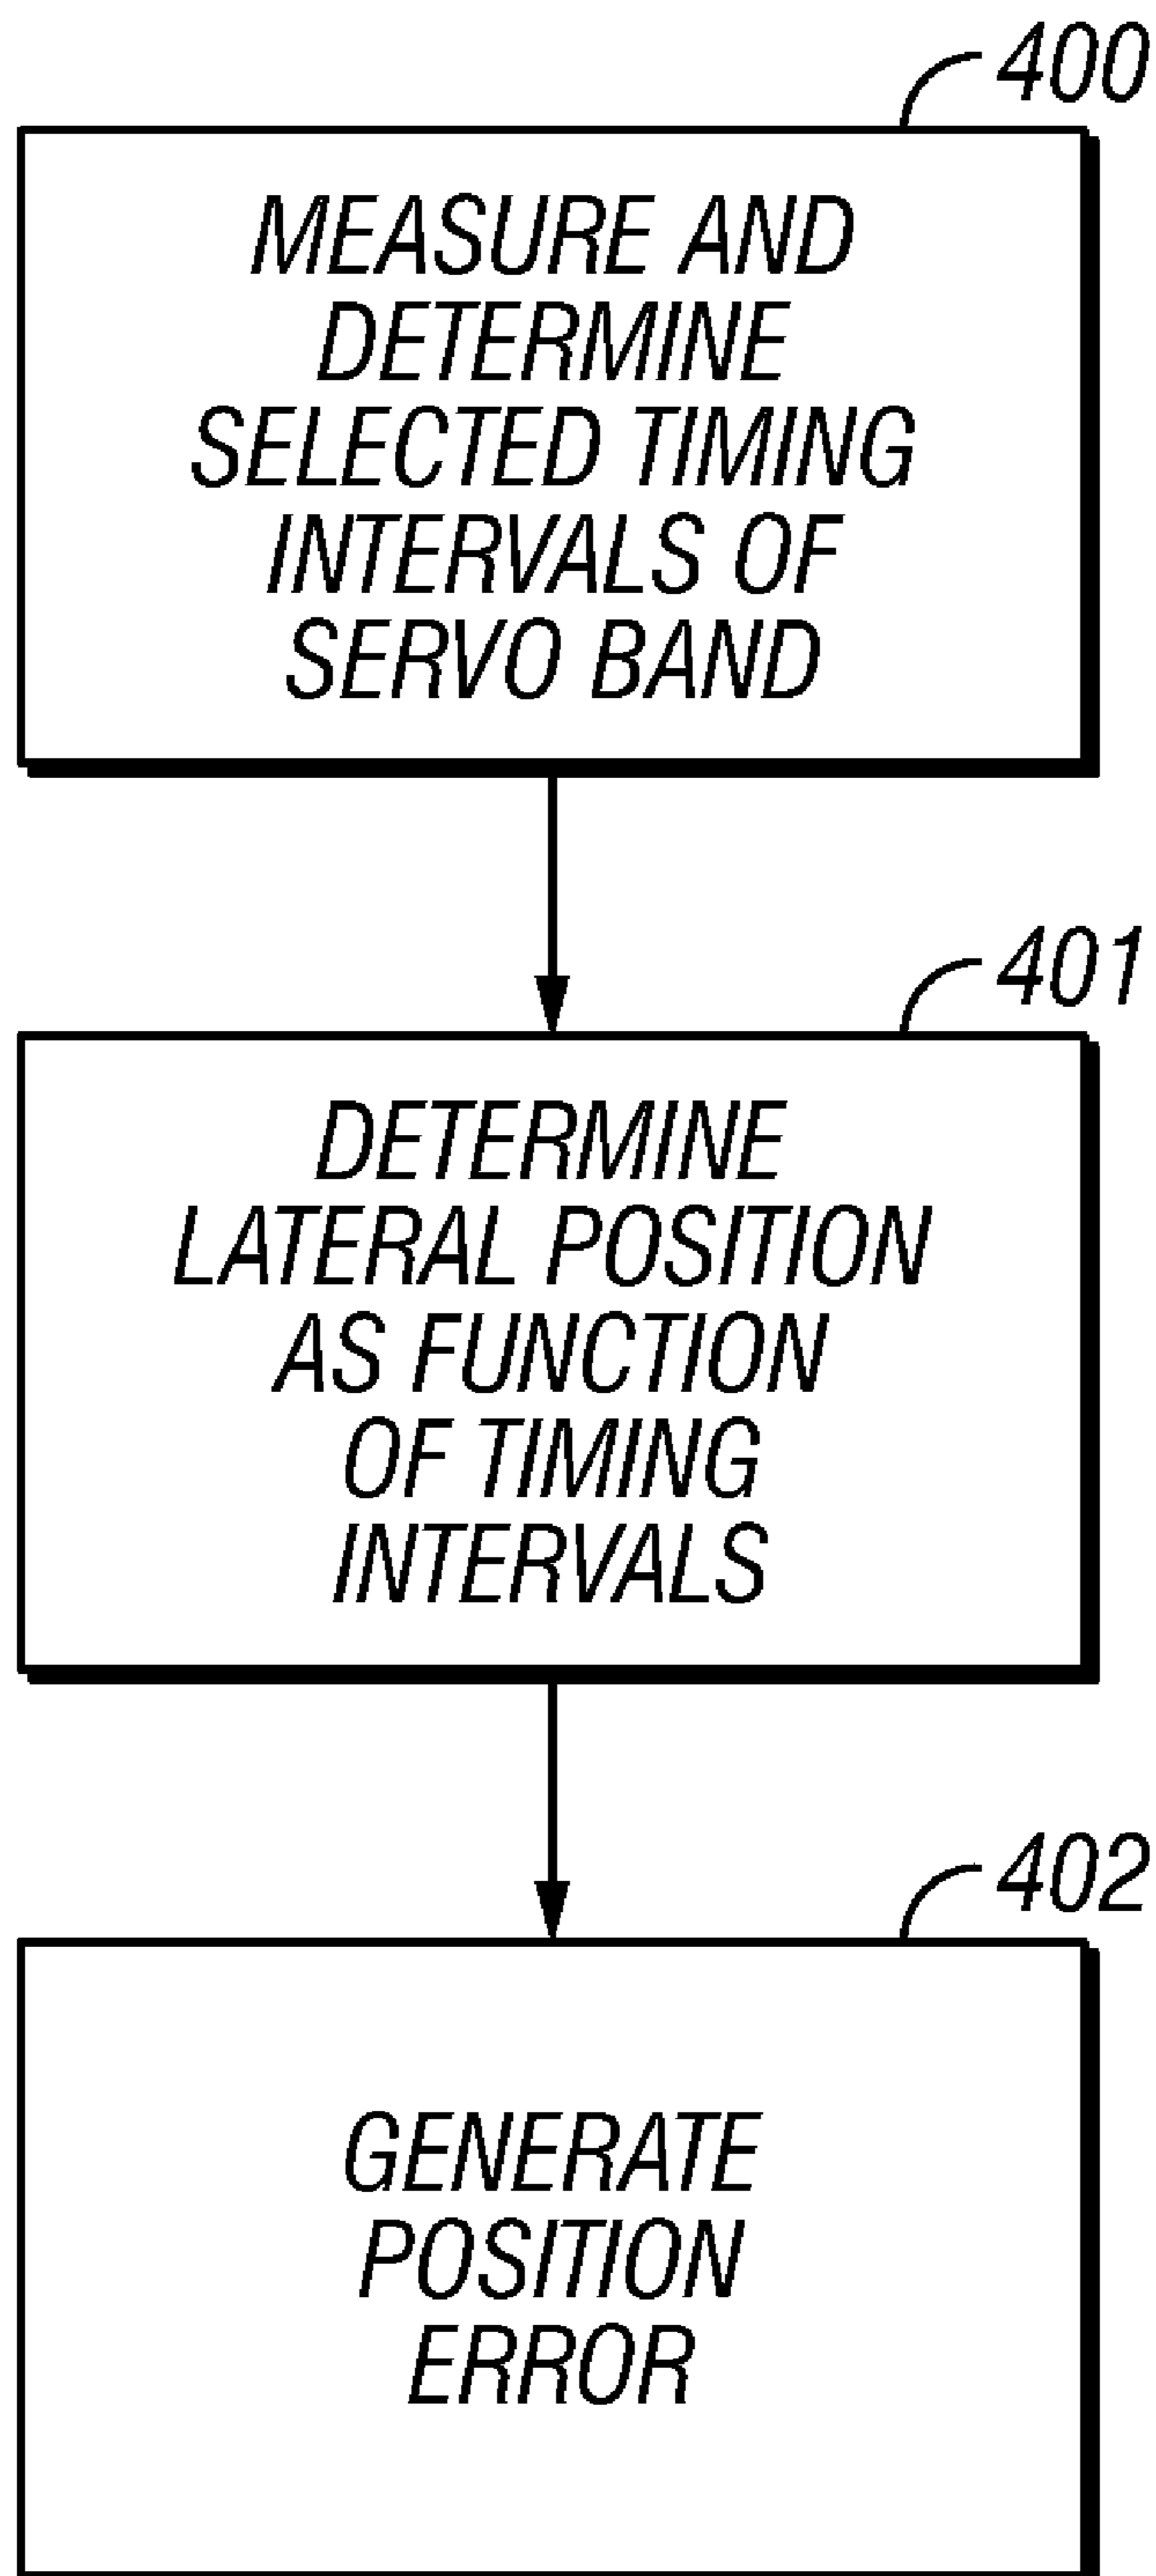 400
MEASURE AND
DETERMINE
SELECTED TIMING
INTERVALS OF
SERVO BAND
401
DETERMINE
LATERAL POSITION
AS FUNCTION
OF TIMING
INTERVALS
402
GENERATE
POSITION
ERROR